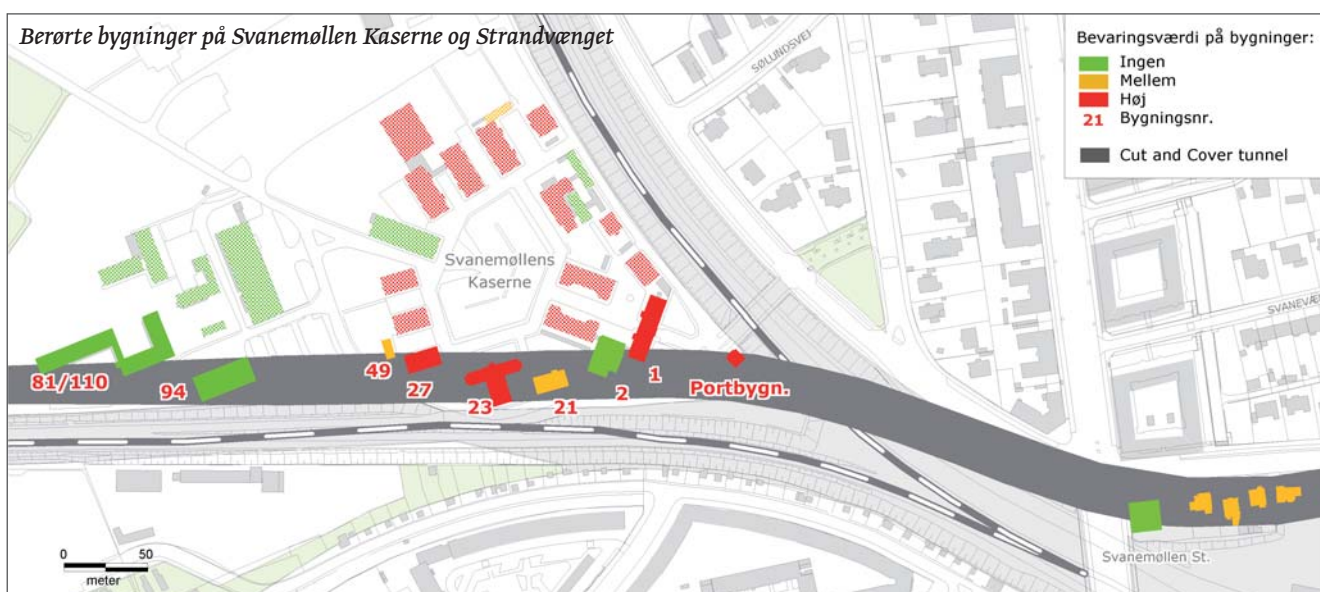 Berørte bygninger på Svanemøllen Kaserne og Strandvænget
Bevaringsværdi på bygninger:
Ingen
Mellem
Høj
21 Bygningsnr.
Cut and Cover tunnel
SØLUNDSVEJ
Svanemøllens
Kaserne
SVANEVÆN
81/110
94
49
27
23
21
2
1
Portbygn.
Svanemøllen St.
0 50
meter